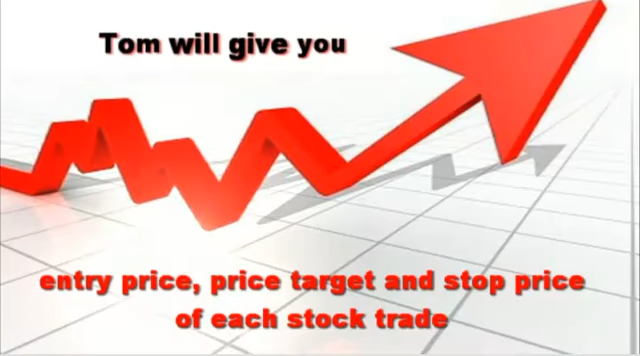 Tom will give you
entry price, price target and stop price
of each stock trade